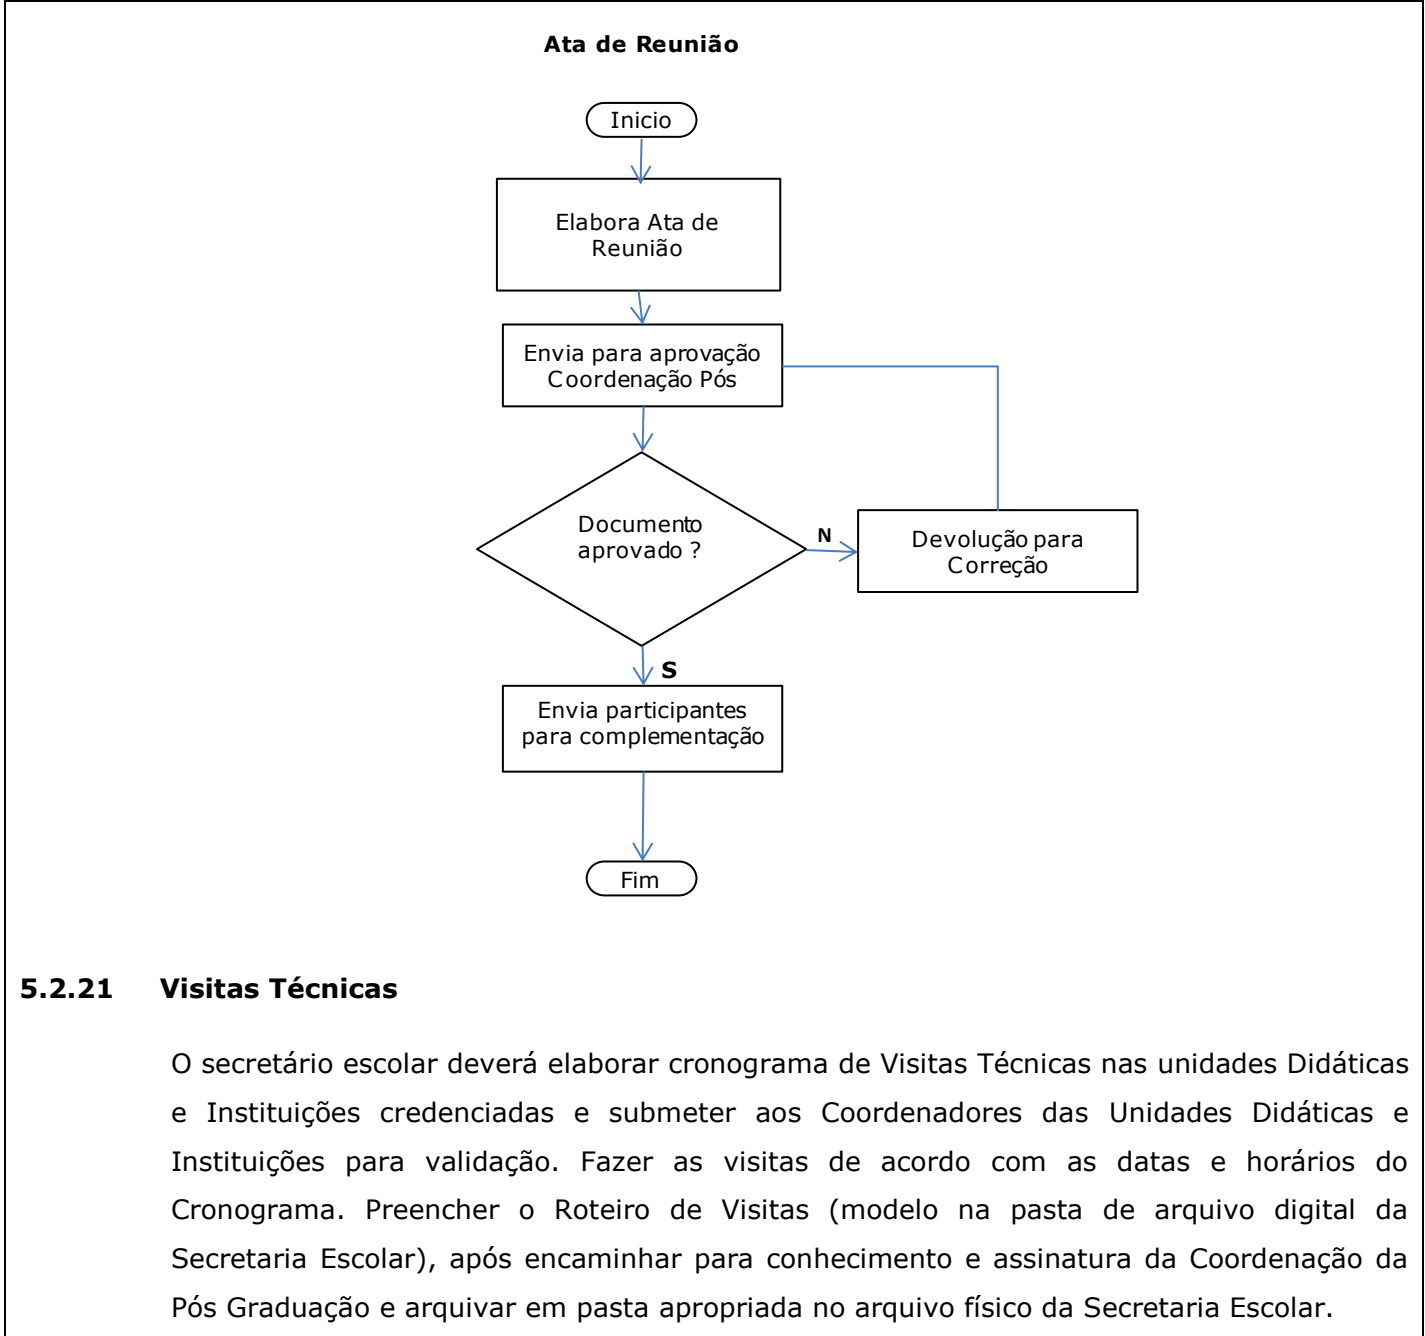 Ata de Reunião
Inicio
Elabora Ata de
Reunião
Envia para aprovação
Coordenação Pós
Documento
aprovado ?
N
Devolução para
Correção
S
Envia participantes
para complementação
Fim
5.2.21 Visitas Técnicas
O secretário escolar deverá elaborar cronograma de Visitas Técnicas nas unidades Didáticas
e Instituições credenciadas e submeter aos Coordenadores das Unidades Didáticas e
Instituições para validação. Fazer as visitas de acordo com as datas e horários do
Cronograma. Preencher o Roteiro de Visitas (modelo na pasta de arquivo digital da
Secretaria Escolar), após encaminhar para conhecimento e assinatura da Coordenação da
Pós Graduação e arquivar em pasta apropriada no arquivo físico da Secretaria Escolar.